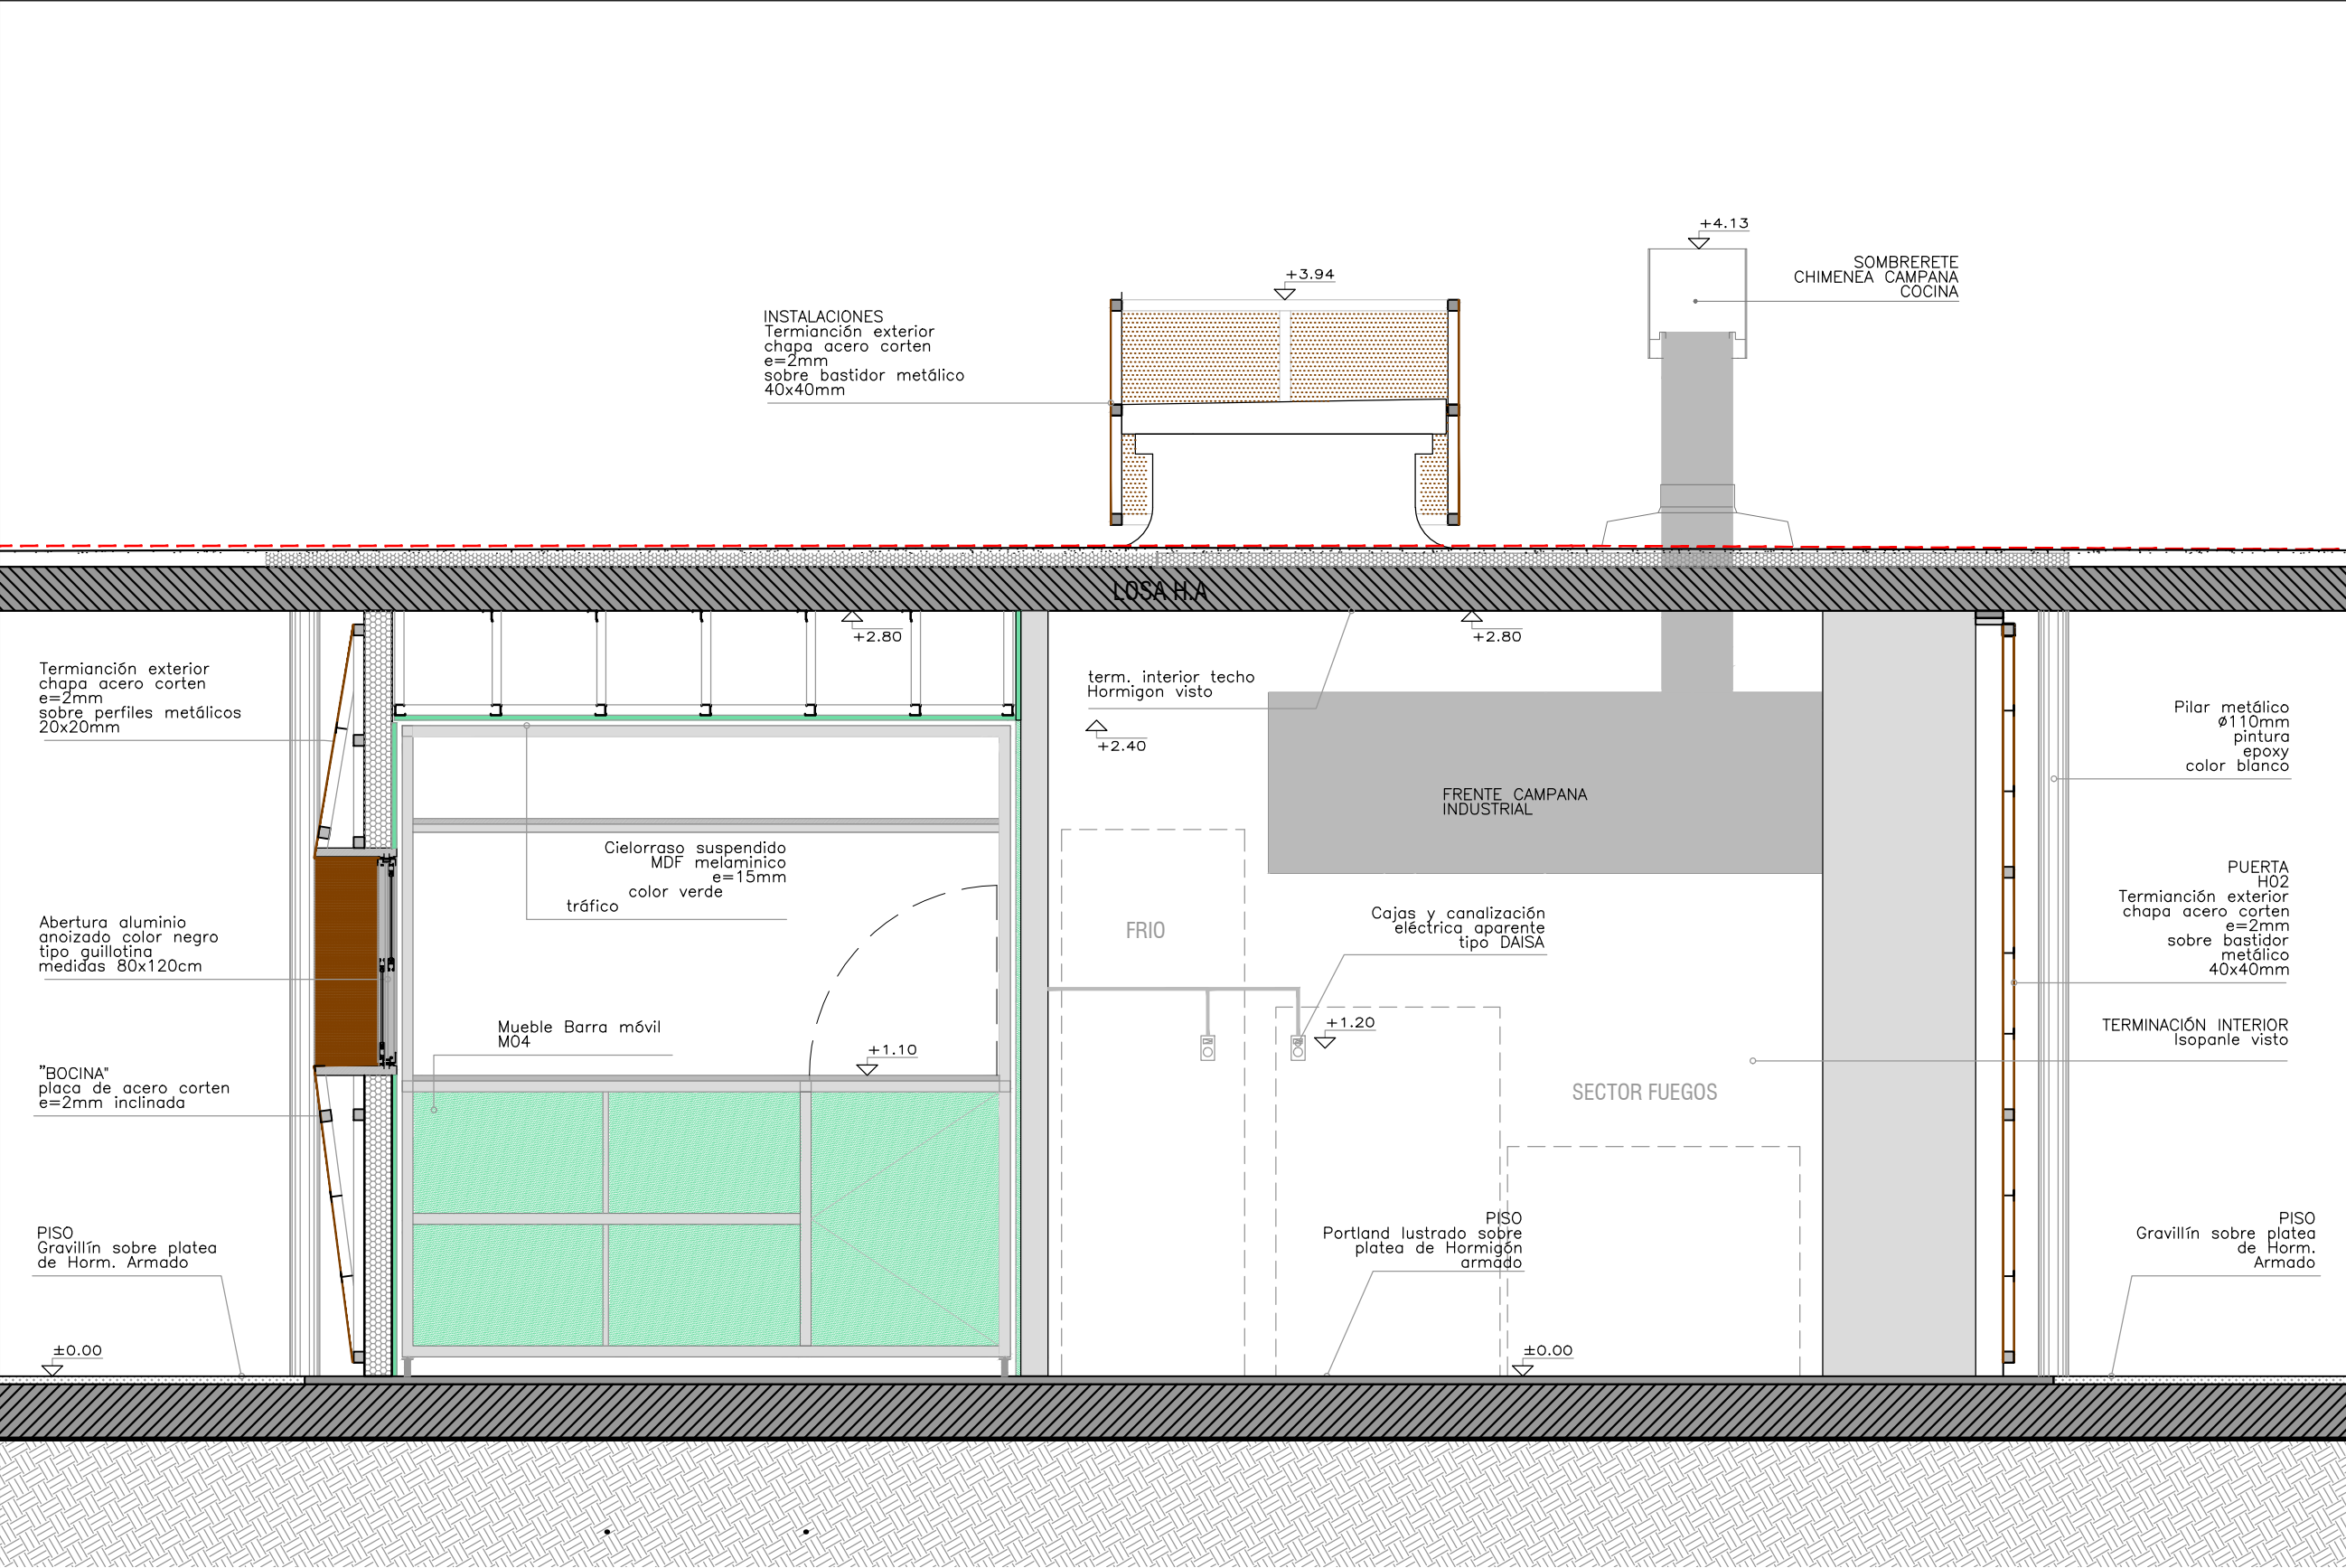 +4.13
SOMBRERETE
CHIMENEA CAMPANA
COCINA
+3.94
INSTALACIONES
Termianción exterior
chapa acero corten
e=2mm
sobre bastidor metálico
40x40mm
LOSA H.A
+2.80
+2.80
Termianción exterior
chapa acero corten
e=2mm
sobre perfiles metálicos
20x20mm
term. interior techo
Hormigon visto
+2.40
Pilar metálico
ø110mm
pintura
epoxy
color blanco
FRENTE CAMPANA
INDUSTRIAL
Cielorraso suspendido
MDF melaminico
e=15mm
color verde
tráfico
PUERTA
H02
Termianción exterior
chapa acero corten
e=2mm
sobre bastidor
metálico
40x40mm
Abertura aluminio
anoizado color negro
tipo guillotina
medidas 80x120cm
FRIO
Cajas y canalización
eléctrica aparente
tipo DAISA
Mueble Barra móvil
M04
+1.10
+1.20
TERMINACIÓN INTERIOR
Isopanle visto
"BOCINA"
placa de acero corten
e=2mm inclinada
SECTOR FUEGOS
PISO
Gravillín sobre platea
de Horm. Armado
PISO
Portland lustrado sobre
platea de Hormigón
armado
PISO
Gravillín sobre platea
de Horm.
Armado
±0.00
±0.00